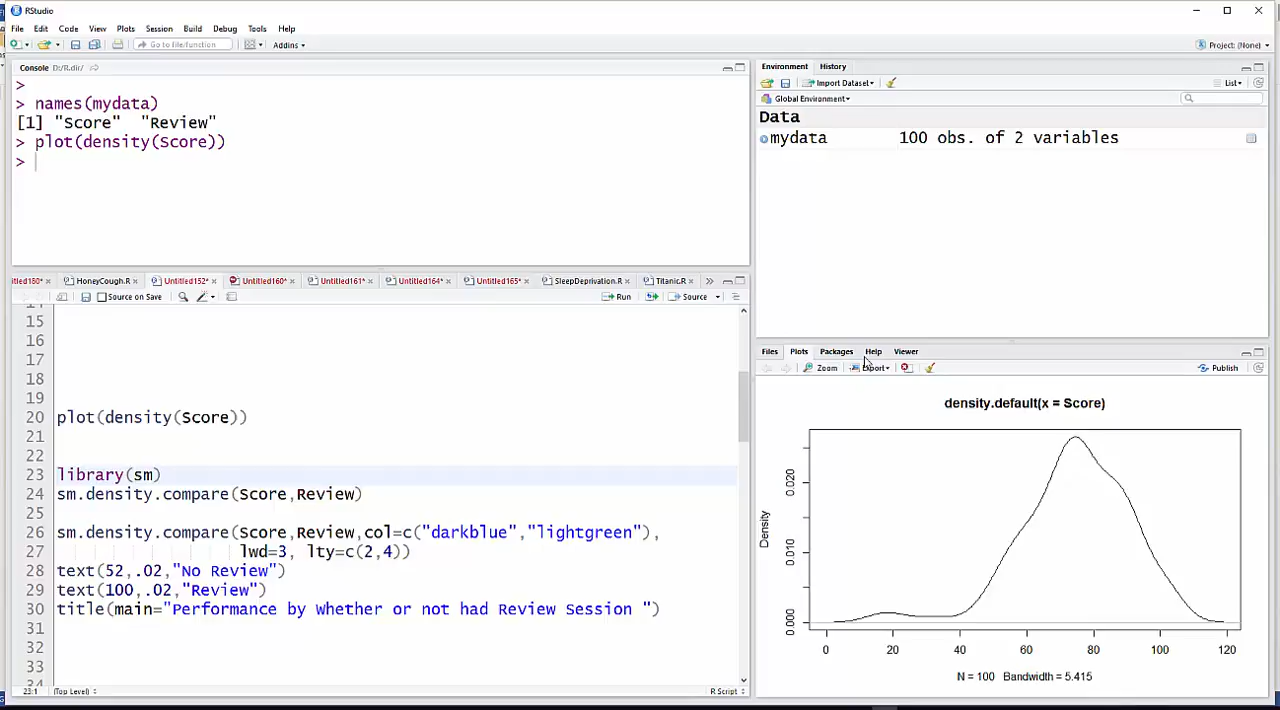 RStudio
File Edit Code View Plots Session Build Debug Tools Help
Go to file/function Addins Project: (None)
Console D:/R.dir/
>
> names(mydata)
[1] "Score" "Review"
> plot(density(Score))
>
ntitled150* HoneyCough.R Untitled152* Untitled160* Untitled161* Untitled164* Untitled165* SleepDeprivation.R Titanic.R
Source on Save Run Source
14
15
16
17
18
19
20 plot(density(Score))
21
22
23 library(sm)
24 sm.density.compare(Score,Review)
25
26 sm.density.compare(Score,Review,col=c("darkblue","lightgreen"),
27 lwd=3, lty=c(2,4))
28 text(52,.02,"No Review")
29 text(100,.02,"Review")
30 title(main="Performance by Whether or not had Review Session ")
31
32
33
34
23:1 (Top Level) R Script
Environment History
Import Dataset List
Global Environment
Data
mydata 100 obs. of 2 variables
Files Plots Packages Help Viewer
Zoom Export Publish
density.default(x = Score)
Density
0.020
0.010
0.000
0 20 40 60 80 100 120
N = 100 Bandwidth = 5.415